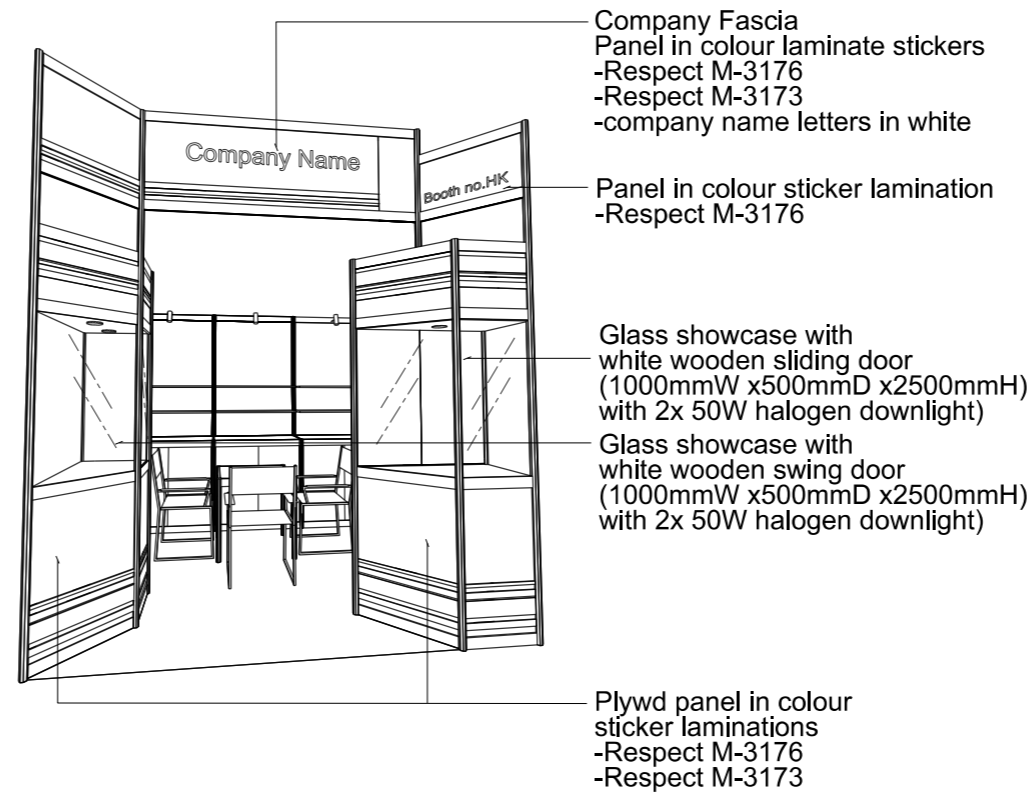 Company Fascia
Panel in colour laminate stickers
-Respect M-3176
-Respect M-3173
-company name letters in white
Company Name
Booth no.HK
Panel in colour sticker lamination
-Respect M-3176
Glass showcase with
white wooden sliding door
(1000mmW x500mmD x2500mmH)
with 2x 50W halogen downlight)
Glass showcase with
white wooden swing door
(1000mmW x500mmD x2500mmH)
with 2x 50W halogen downlight)
Plywd panel in colour
sticker laminations
-Respect M-3176
-Respect M-3173